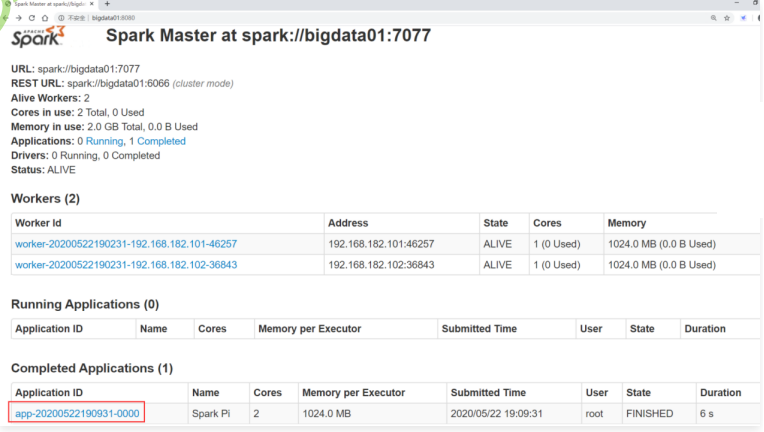 Spark Master at spark://bigda
不安全 bigdata01:8080
APACHE
Spark
Spark Master at spark://bigdata01:7077
URL: spark://bigdata01:7077
REST URL: spark://bigdata01:6066 (cluster mode)
Alive Workers: 2
Cores in use: 2 Total, 0 Used
Memory in use: 2.0 GB Total, 0.0 B Used
Applications: 0 Running, 1 Completed
Drivers: 0 Running, 0 Completed
Status: ALIVE
Workers (2)
Worker Id Address State Cores Memory
worker-20200522190231-192.168.182.101-46257 192.168.182.101:46257 ALIVE 1 (0 Used) 1024.0 MB (0.0 B Used)
worker-20200522190231-192.168.182.102-36843 192.168.182.102:36843 ALIVE 1 (0 Used) 1024.0 MB (0.0 B Used)
Running Applications (0)
Application ID Name Cores Memory per Executor Submitted Time User State Duration
Completed Applications (1)
Application ID Name Cores Memory per Executor Submitted Time User State Duration
app-20200522190931-0000 Spark Pi 2 1024.0 MB 2020/05/22 19:09:31 root FINISHED 6 s